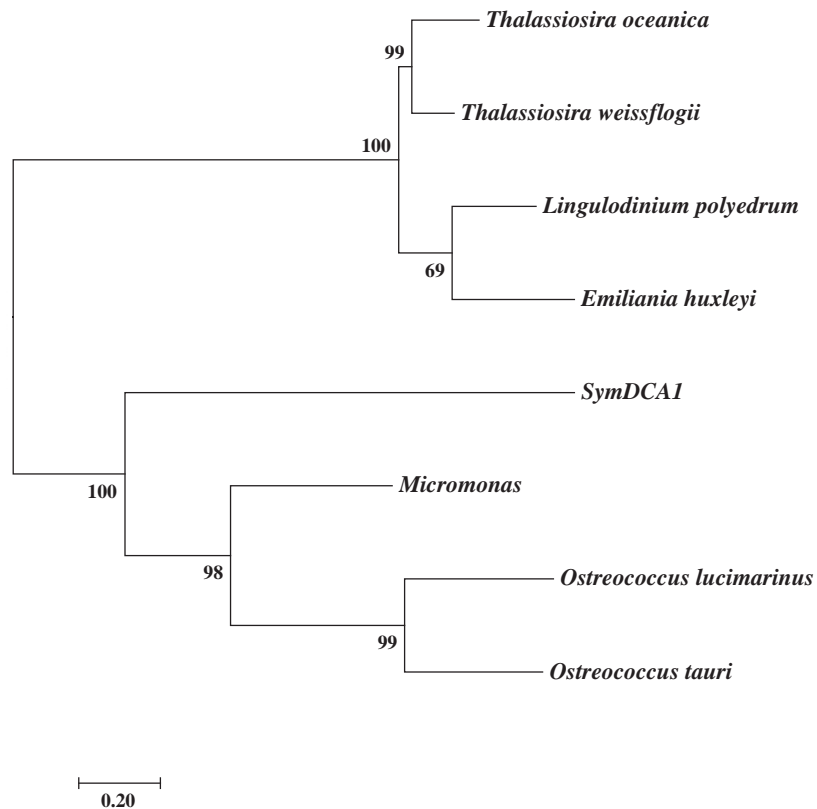 Thalassiosira oceanica
99
Thalassiosira weissflogii
100
Lingulodinium polyedrum
69
Emiliania huxleyi
SymDCA1
Micromonas
100
98
Ostreococcus lucimarinus
99
Ostreococcus tauri
0.20